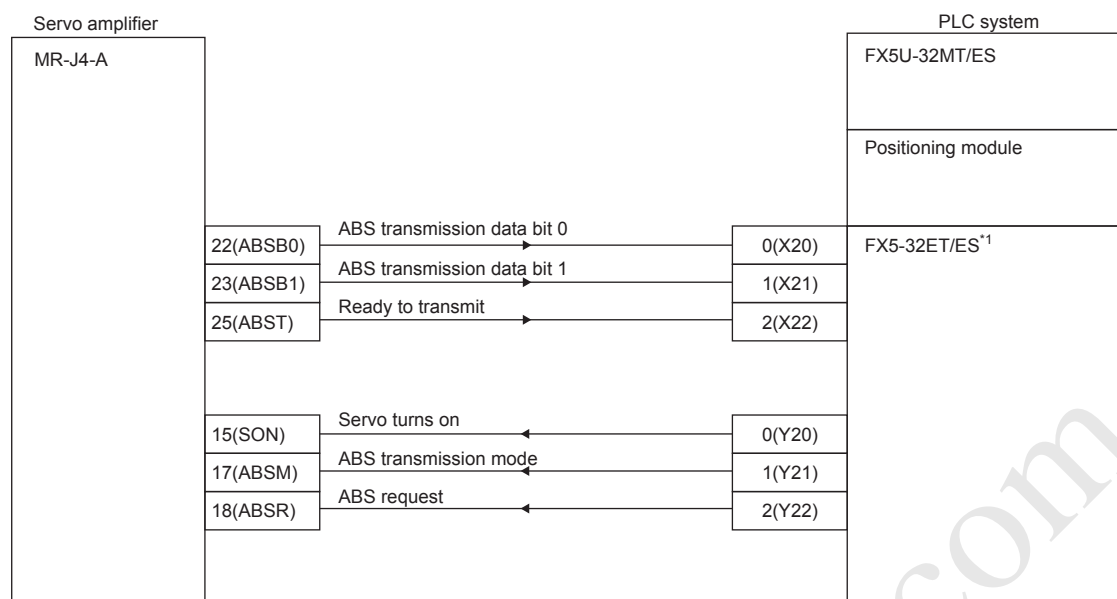 Servo amplifier
PLC system
MR-J4-A
FX5U-32MT/ES
Positioning module
22(ABSB0)
ABS transmission data bit 0
0(X20)
FX5-32ET/ES*1
23(ABSB1)
ABS transmission data bit 1
1(X21)
25(ABST)
Ready to transmit
2(X22)
15(SON)
Servo turns on
0(Y20)
17(ABSM)
ABS transmission mode
1(Y21)
18(ABSR)
ABS request
2(Y22)
com